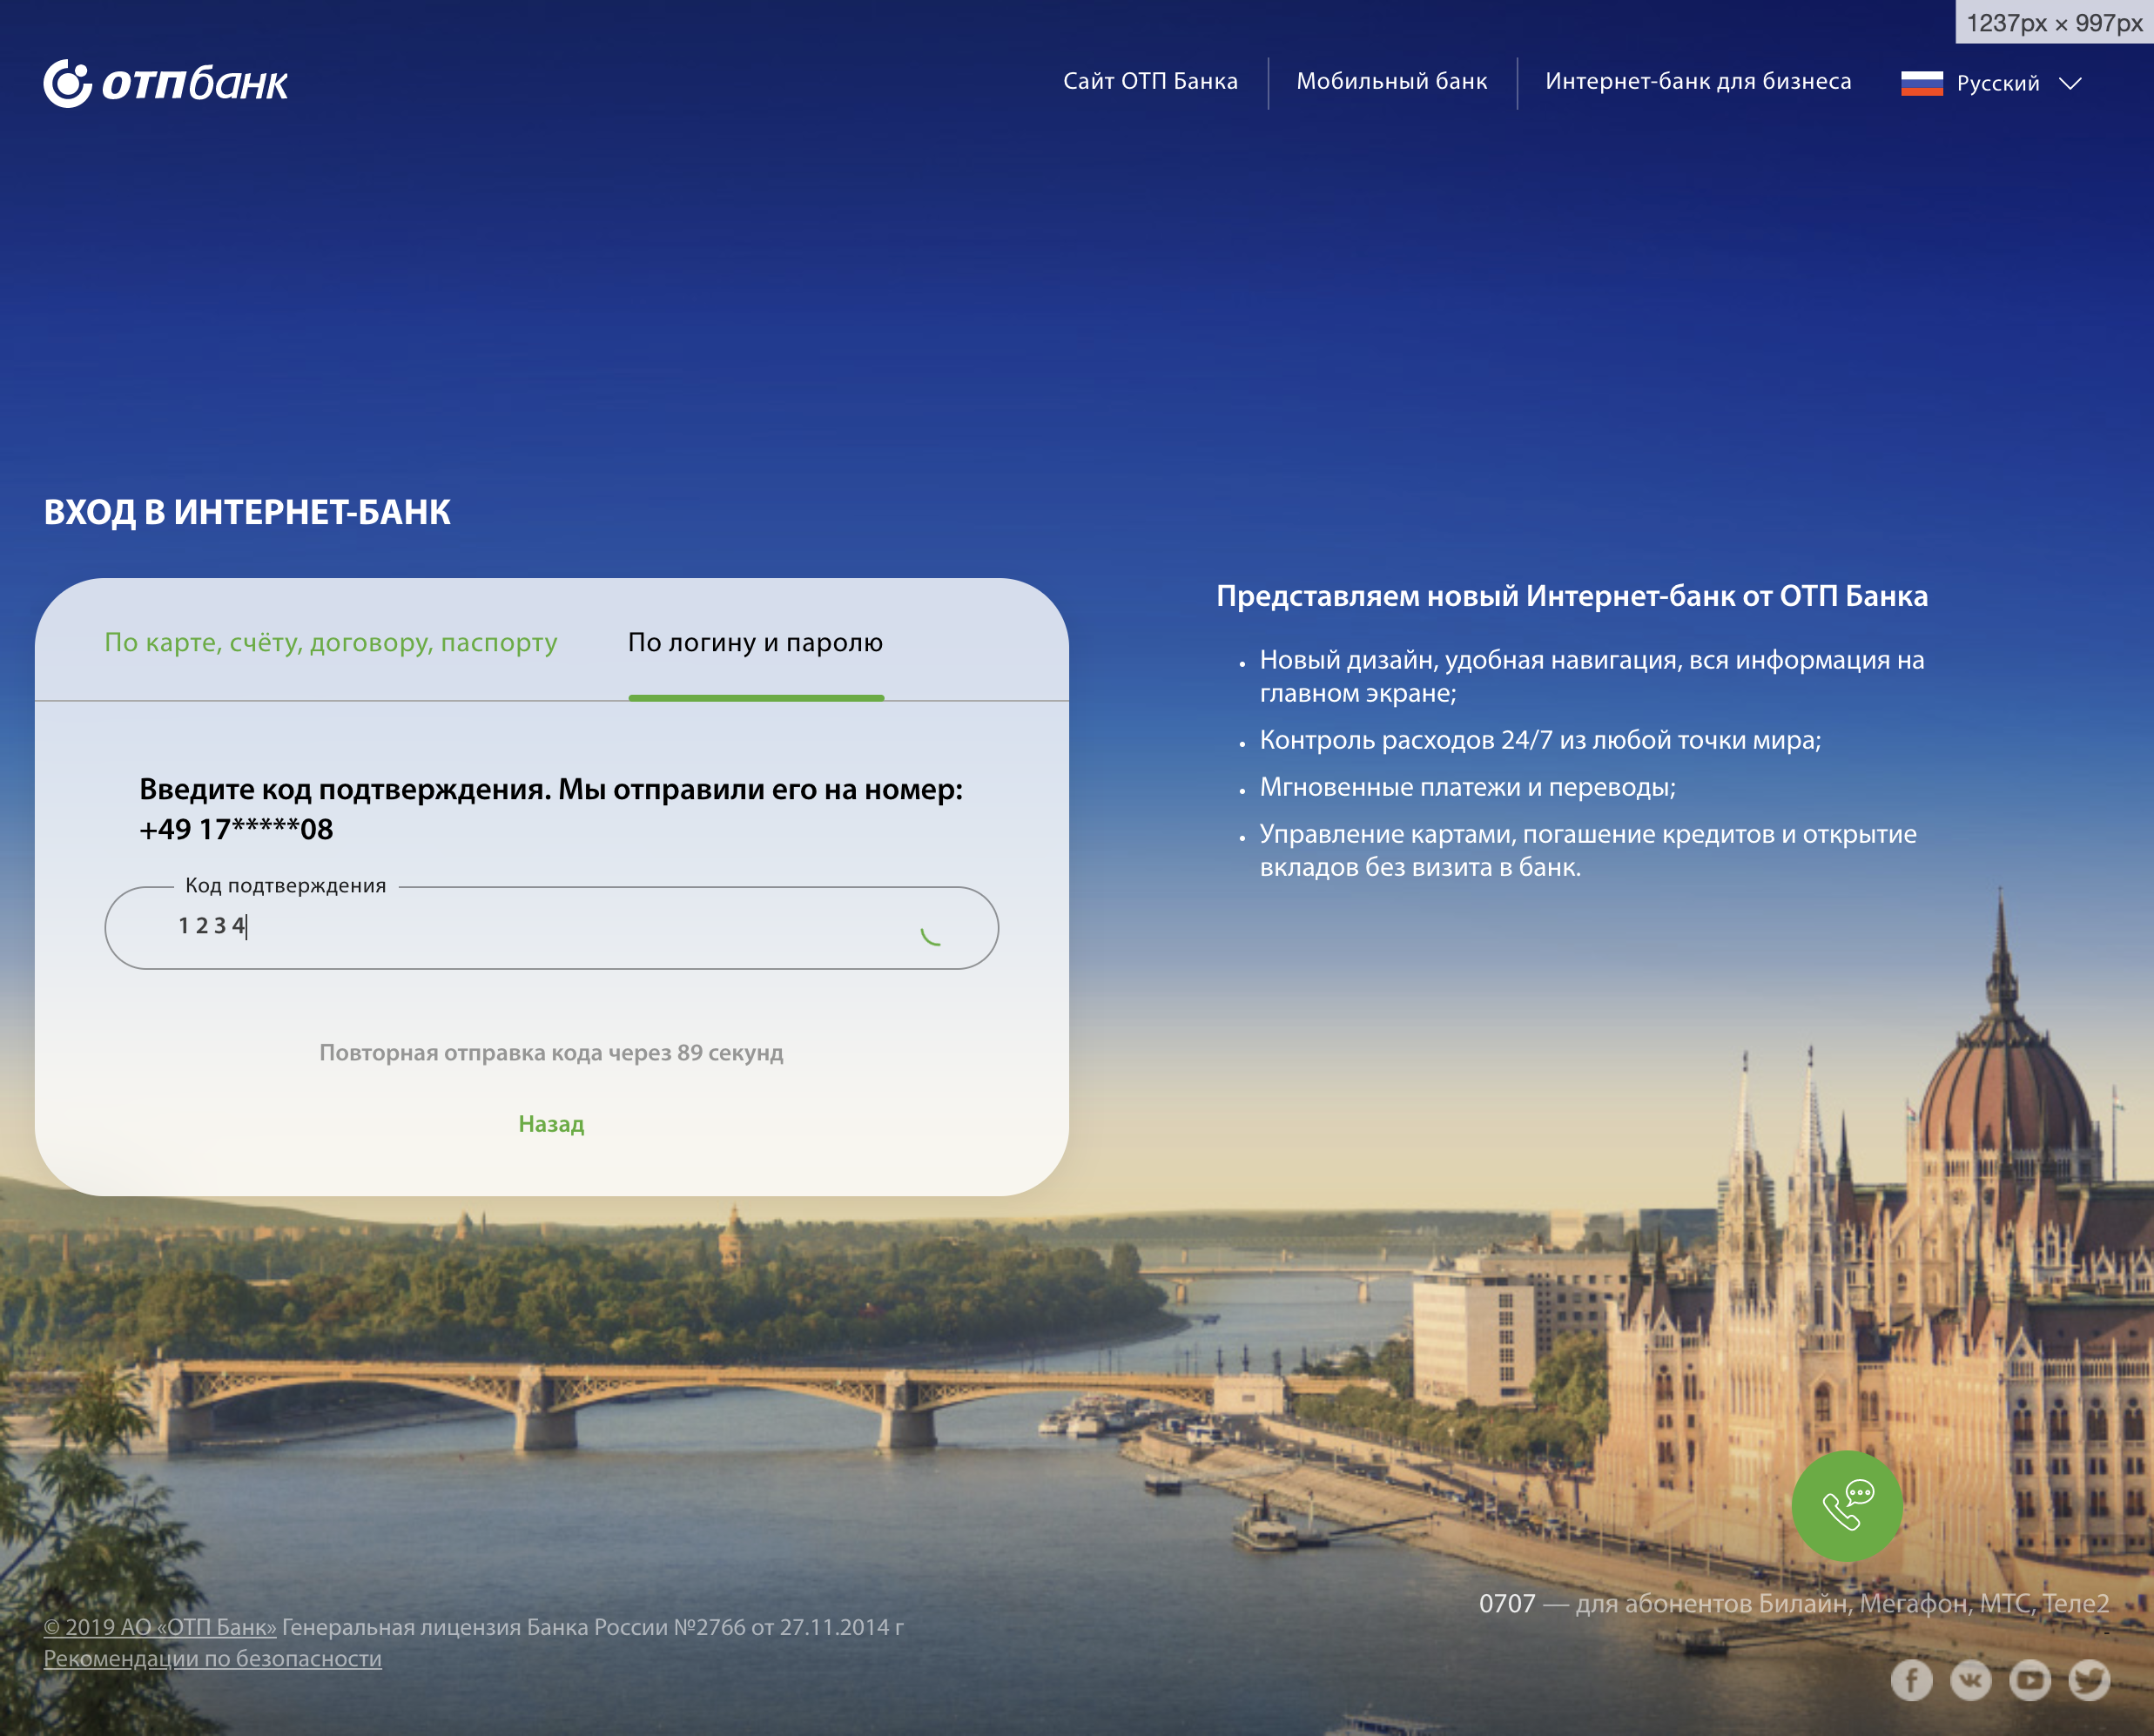 1237px × 997px
отпбанк
Сайт ОТП Банка
Мобильный банк
Интернет-банк для бизнеса
Русский
ВХОД В ИНТЕРНЕТ-БАНК
По карте, счёту, договору, паспорту
По логину и паролю
Введите код подтверждения. Мы отправили его на номер:
+49 17*****08
Код подтверждения
1 2 3 4
Повторная отправка кода через 89 секунд
Назад
Представляем новый Интернет-банк от ОТП Банка
• Новый дизайн, удобная навигация, вся информация на
главном экране;
• Контроль расходов 24/7 из любой точки мира;
• Мгновенные платежи и переводы;
• Управление картами, погашение кредитов и открытие
вкладов без визита в банк.
0707 — для абонентов Билайн, Мегафон, МТС, Теле2
-
© 2019 АО «ОТП Банк» Генеральная лицензия Банка России №2766 от 27.11.2014 г
Рекомендации по безопасности